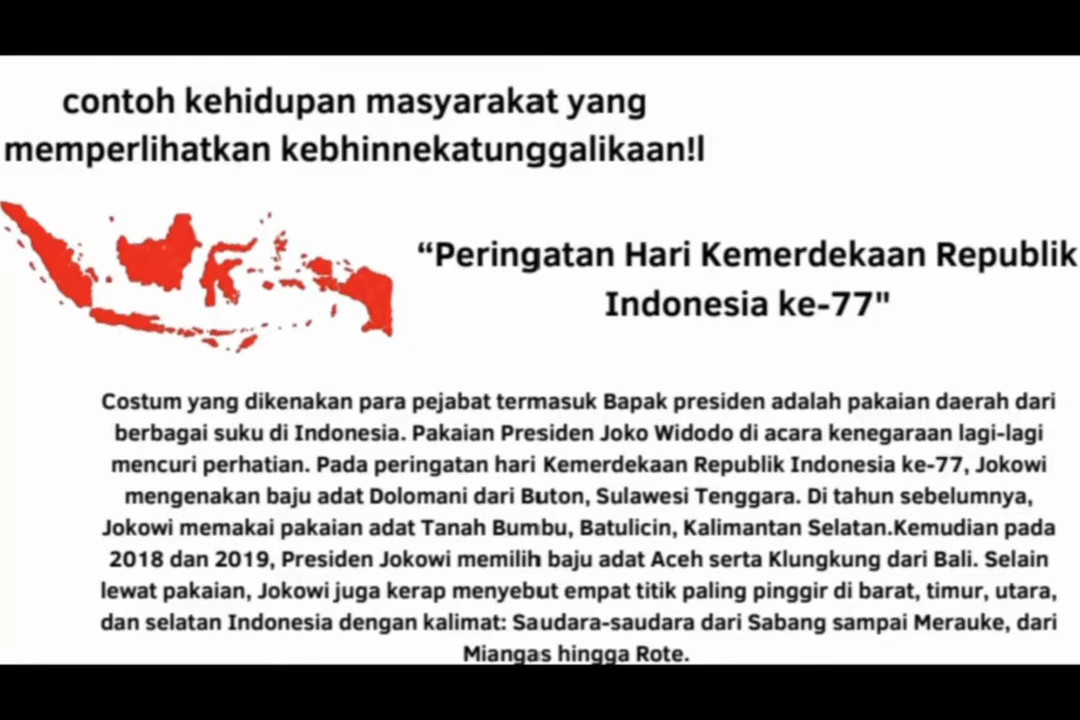 contoh kehidupan masyarakat yang
memperlihatkan kebhinnekatunggalikaan!l
“Peringatan Hari Kemerdekaan Republik
Indonesia ke-77"
Costum yang dikenakan para pejabat termasuk Bapak presiden adalah pakaian daerah dari
berbagai suku di Indonesia. Pakaian Presiden Joko Widodo di acara kenegaraan lagi-lagi
mencuri perhatian. Pada peringatan hari Kemerdekaan Republik Indonesia ke-77, Jokowi
mengenakan baju adat Dolomani dari Buton, Sulawesi Tenggara. Di tahun sebelumnya,
Jokowi memakai pakaian adat Tanah Bumbu, Batulicin, Kalimantan Selatan.Kemudian pada
2018 dan 2019, Presiden Jokowi memilih baju adat Aceh serta Klungkung dari Bali. Selain
lewat pakaian, Jokowi juga kerap menyebut empat titik paling pinggir di barat, timur, utara,
dan selatan Indonesia dengan kalimat: Saudara-saudara dari Sabang sampai Merauke, dari
Miangas hingga Rote.